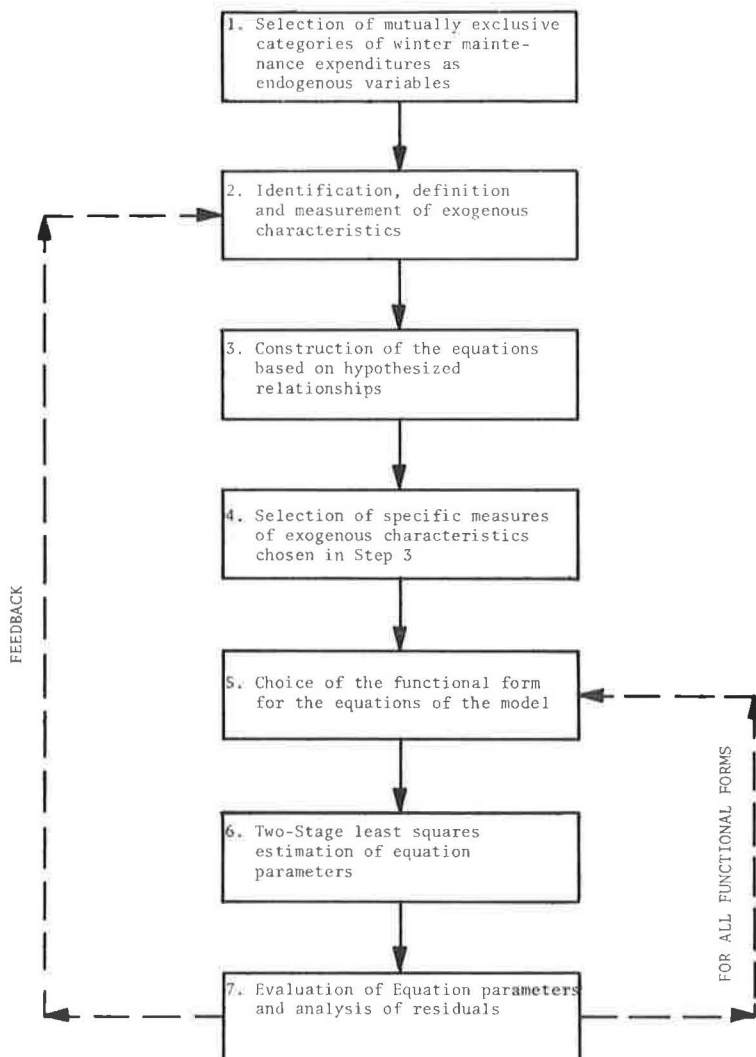 1. Selection of mutually exclusive
categories of winter mainte-
nance expenditures as
endogenous variables
2. Identification, definition
and measurement of exogenous
characteristics
3. Construction of the equations
based on hypothesized
relationships
4. Selection of specific measures
of exogenous characteristics
chosen in Step 3
FEEDBACK
5. Choice of the functional form
for the equations of the model
6. Two-Stage least squares
estimation of equation
parameters
FOR ALL FUNCTIONAL FORMS
7. Evaluation of Equation parameters
and analysis of residuals